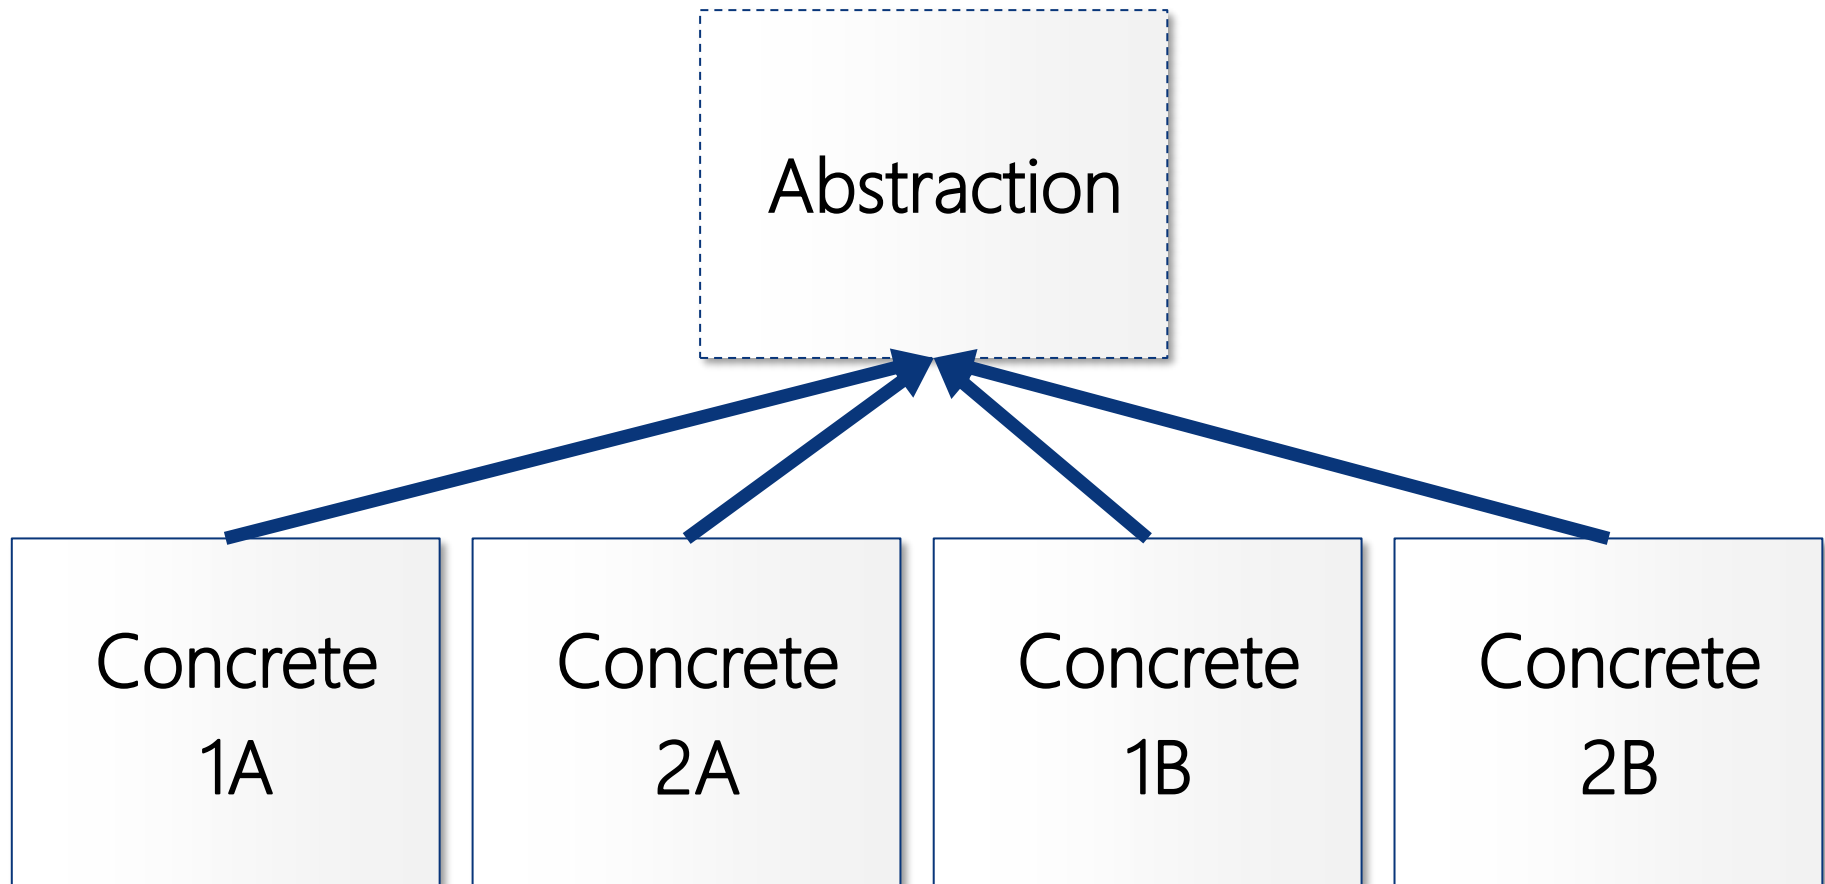 Abstraction
Concrete
1A
Concrete
2A
Concrete
1B
Concrete
2B